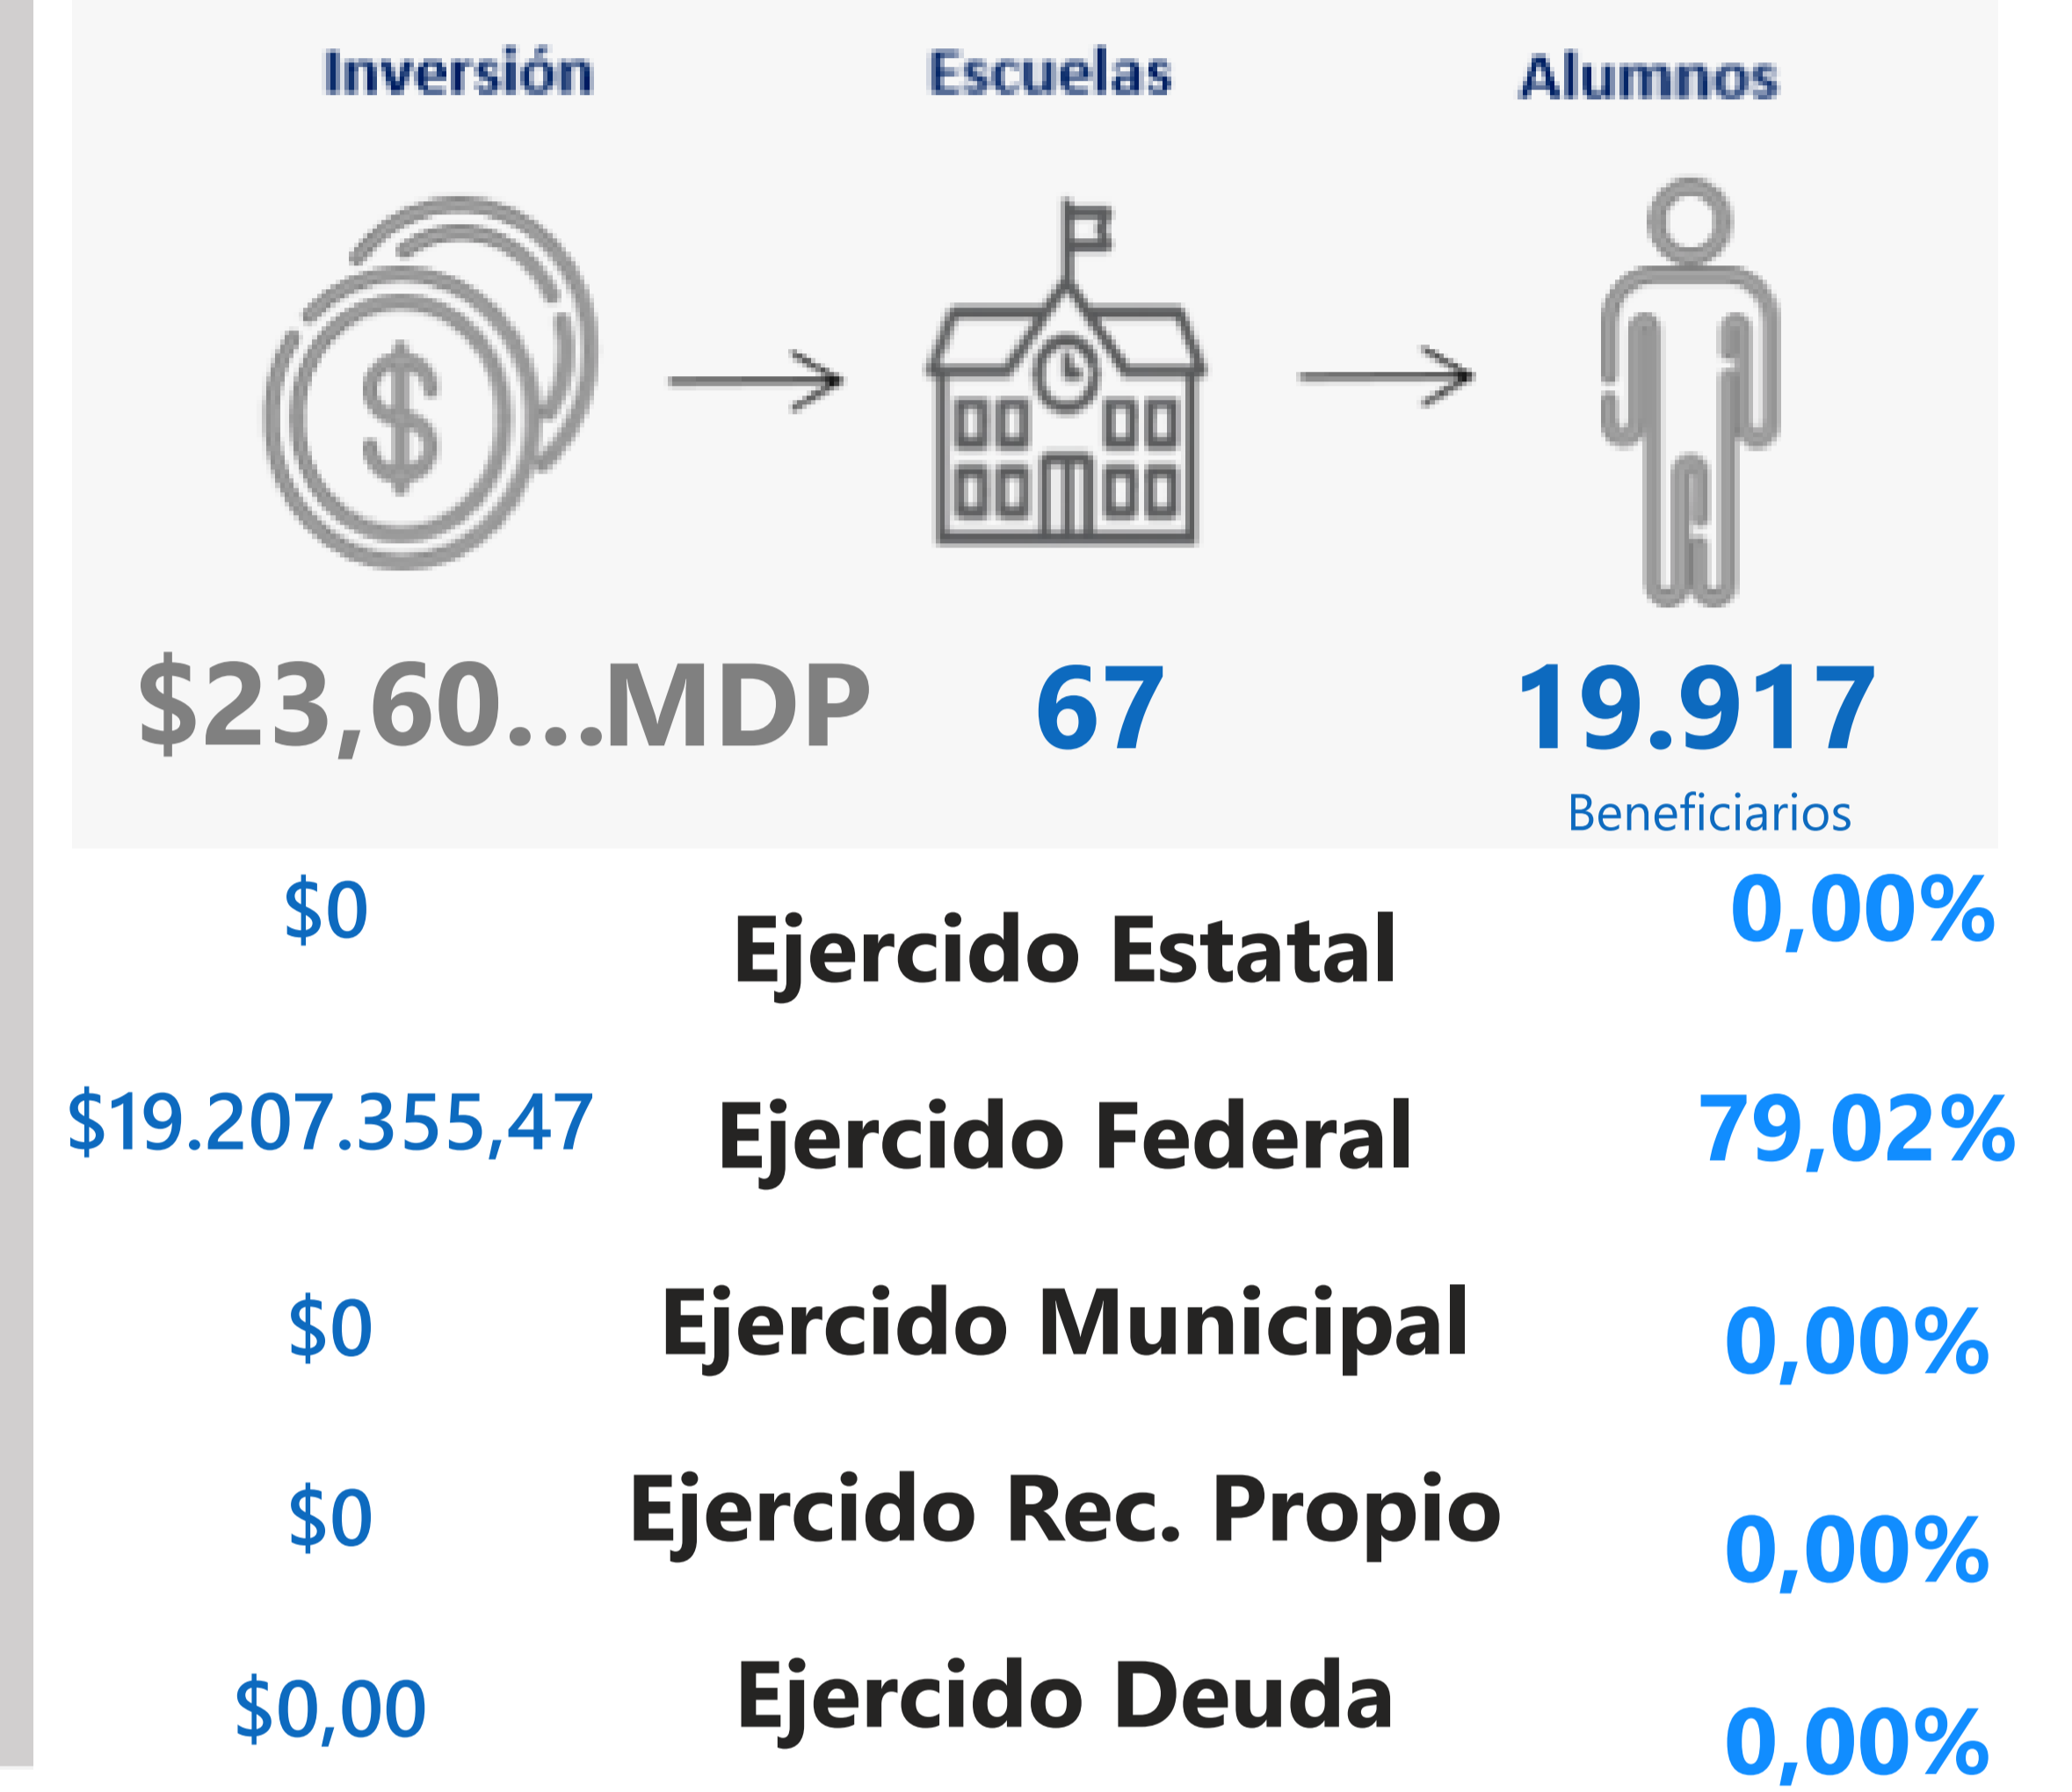 Inversión Escuelas Alumnos
$23,60...MDP 67 19.917
Beneficiarios
$0 Ejercido Estatal 0,00%
$19.207.355,47 Ejercido Federal 79,02%
$0 Ejercido Municipal 0,00%
$0 Ejercido Rec. Propio 0,00%
$0,00 Ejercido Deuda 0,00%